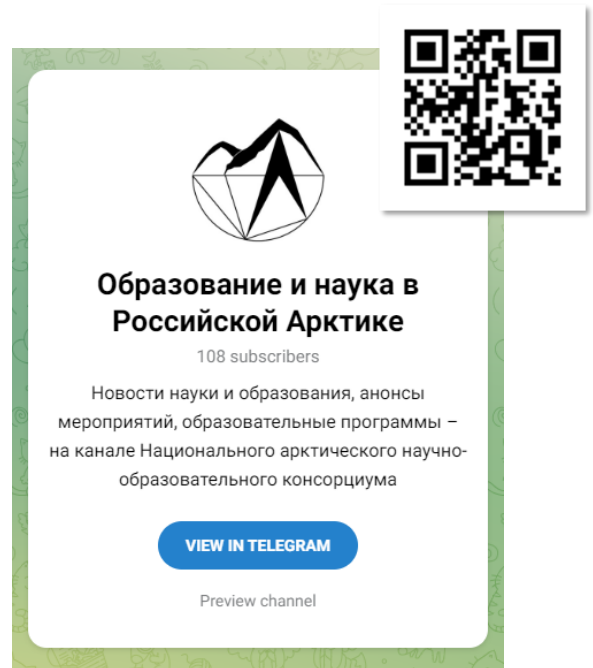 Образование и наука в
Российской Арктике
108 subscribers
Новости науки и образования, анонсы
мероприятий, образовательные программы –
на канале Национального арктического научно-
образовательного консорциума
VIEW IN TELEGRAM
Preview channel